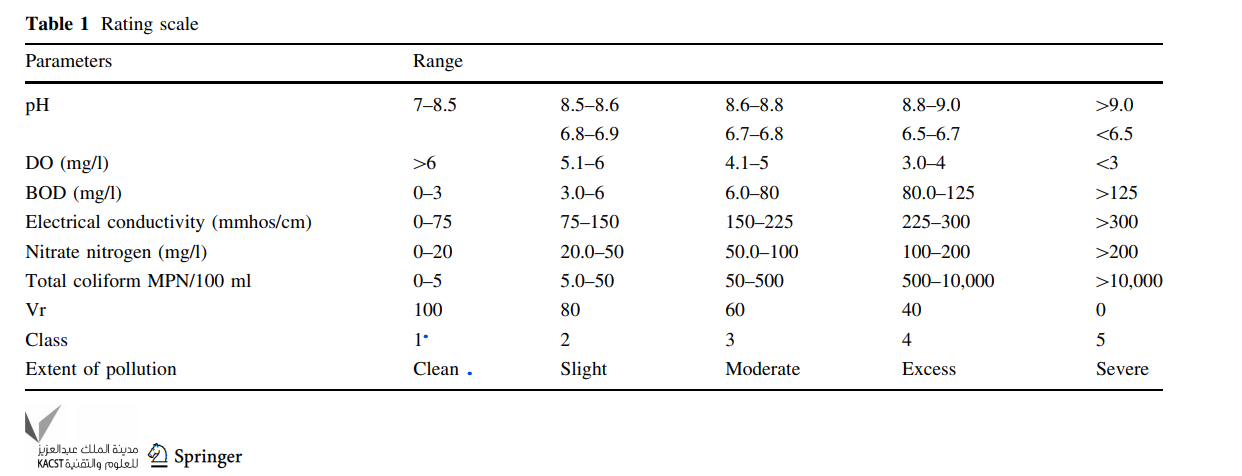 Table 1 Rating scale
Parameters Range
pH 7–8.5 8.5–8.6 8.6–8.8 8.8–9.0 >9.0
6.8–6.9 6.7–6.8 6.5–6.7 <6.5
DO (mg/l) >6 5.1–6 4.1–5 3.0–4 <3
BOD (mg/l) 0–3 3.0–6 6.0–80 80.0–125 >125
Electrical conductivity (mmhos/cm) 0–75 75–150 150–225 225–300 >300
Nitrate nitrogen (mg/l) 0–20 20.0–50 50.0–100 100–200 >200
Total coliform MPN/100 ml 0–5 5.0–50 50–500 500–10,000 >10,000
Vr 100 80 60 40 0
Class 1 2 3 4 5
Extent of pollution Clean Slight Moderate Excess Severe
مدينة الملك عبدالعزيز
للعلوم والتقنية KACST
Springer